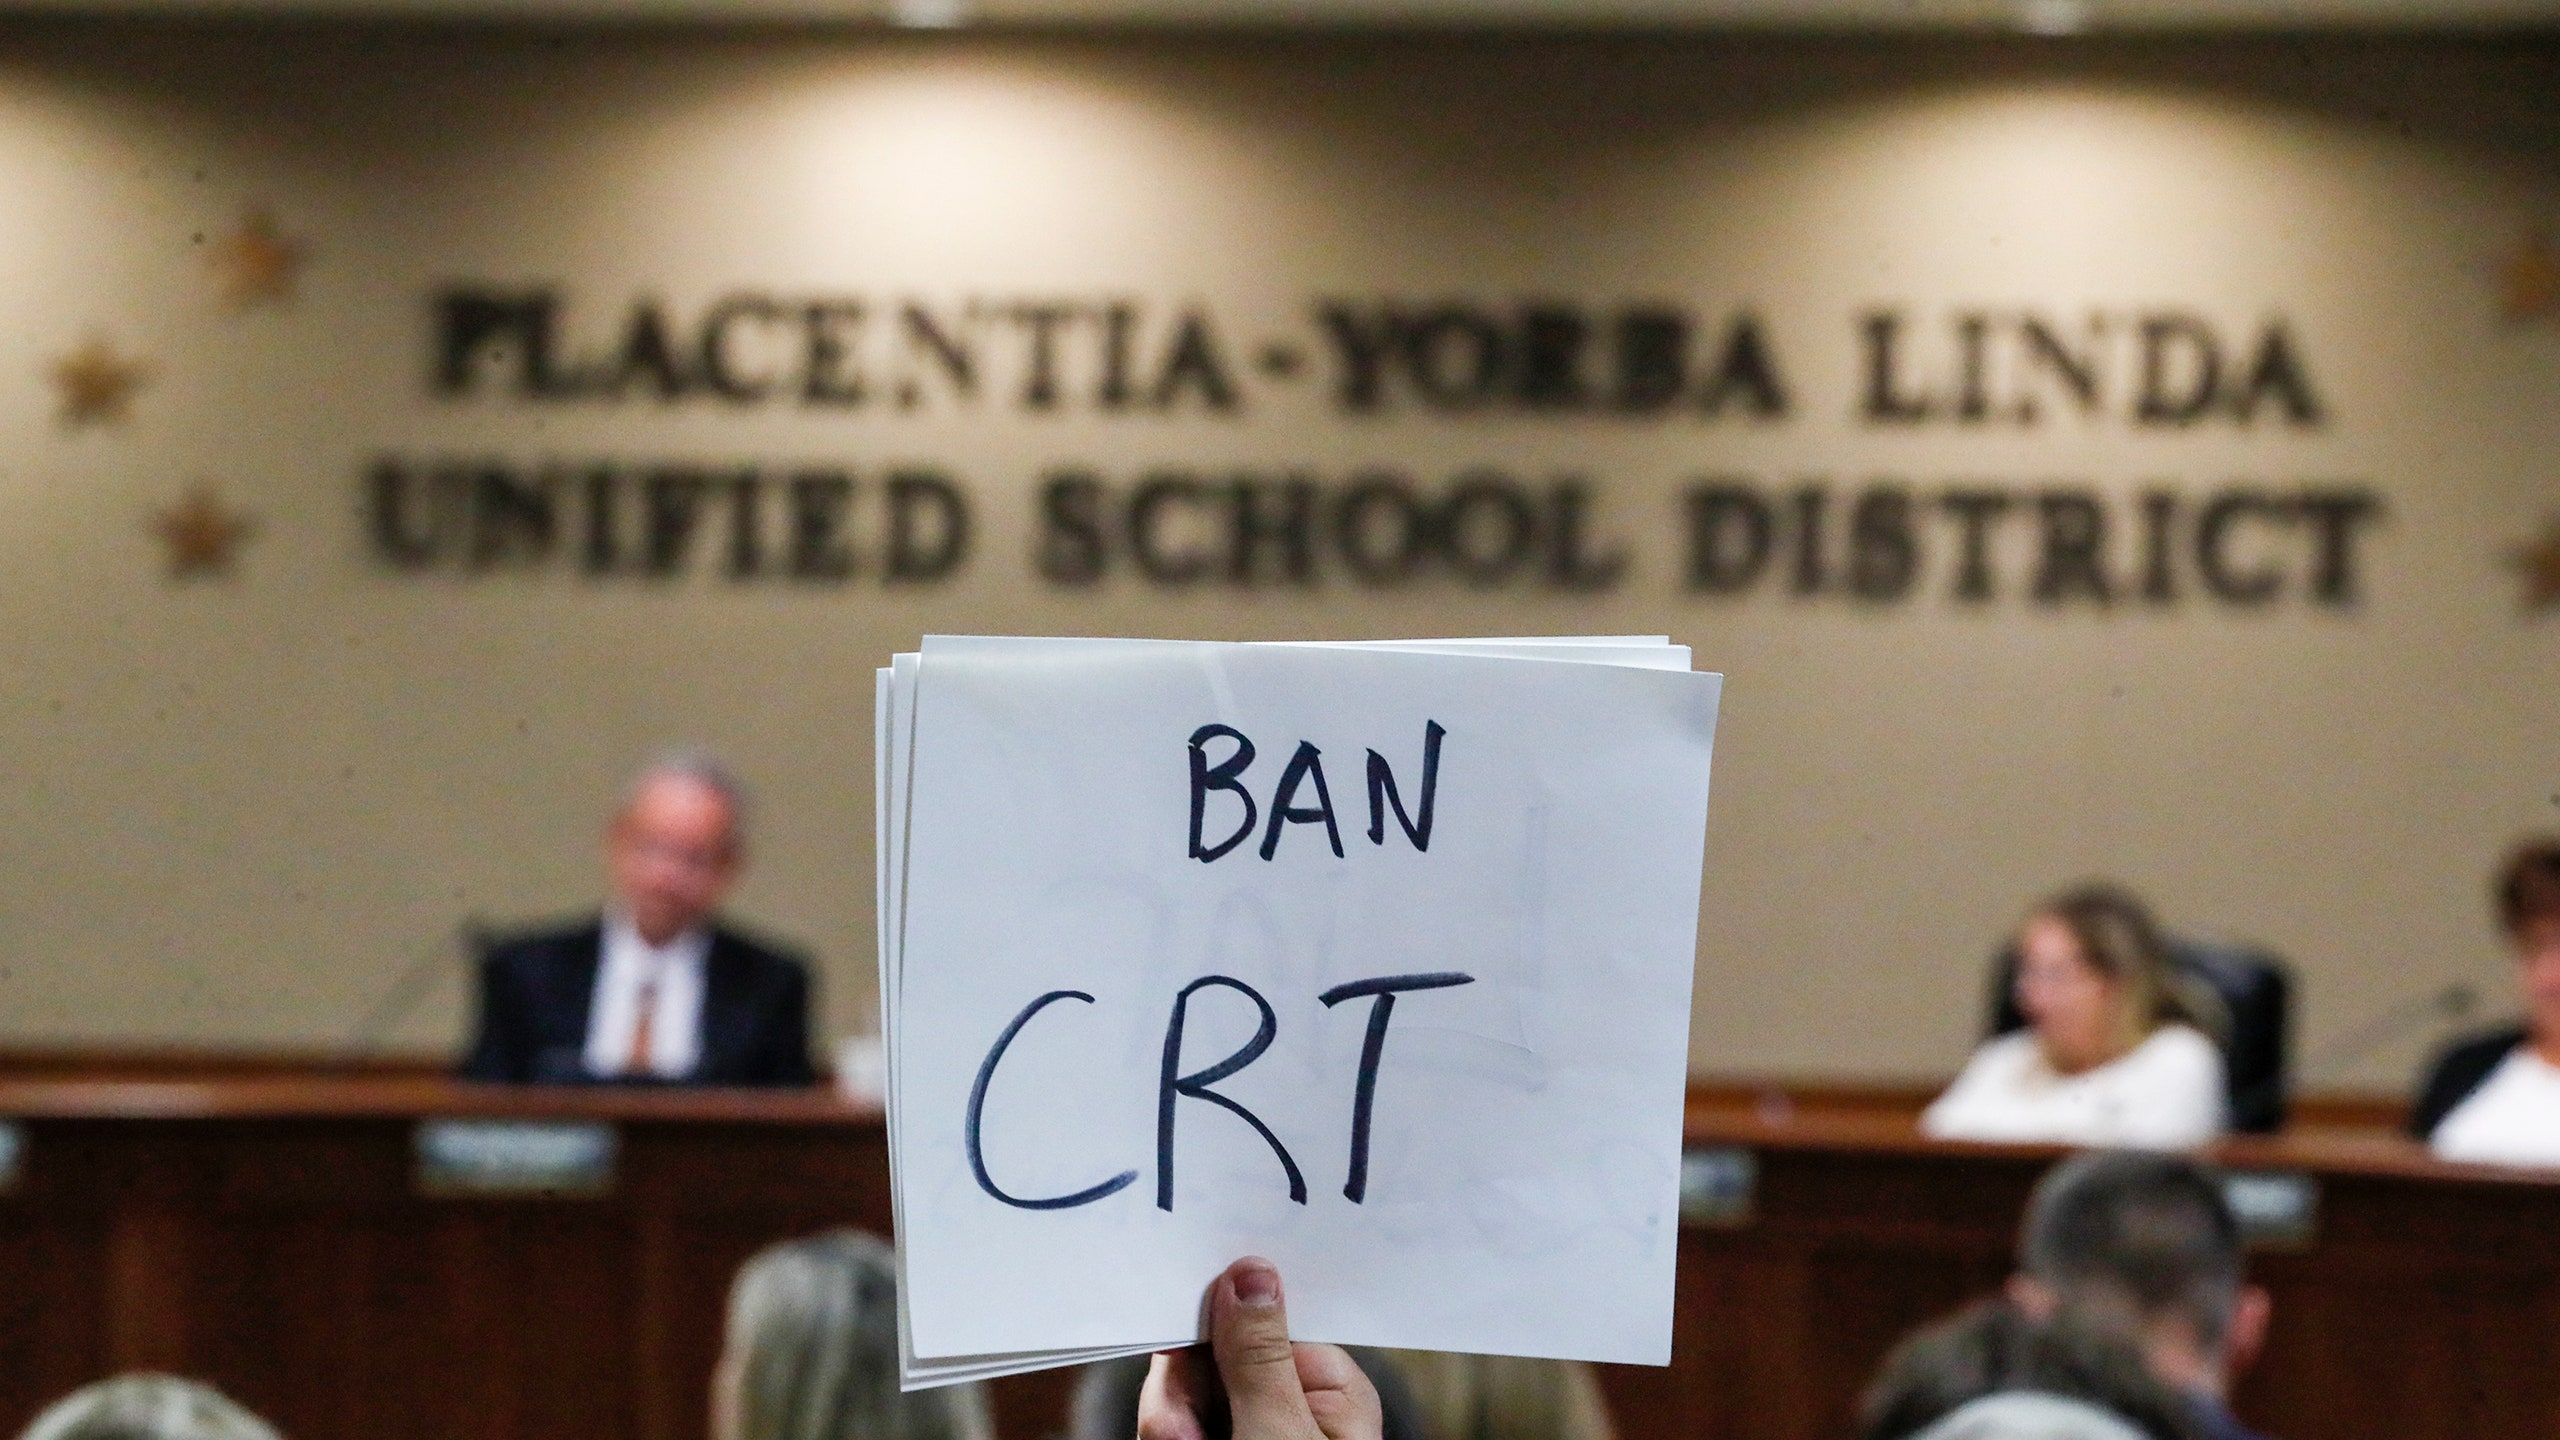 PLACENTIA-YORBA LINDA
UNIFIED SCHOOL DISTRICT
BAN
CRT